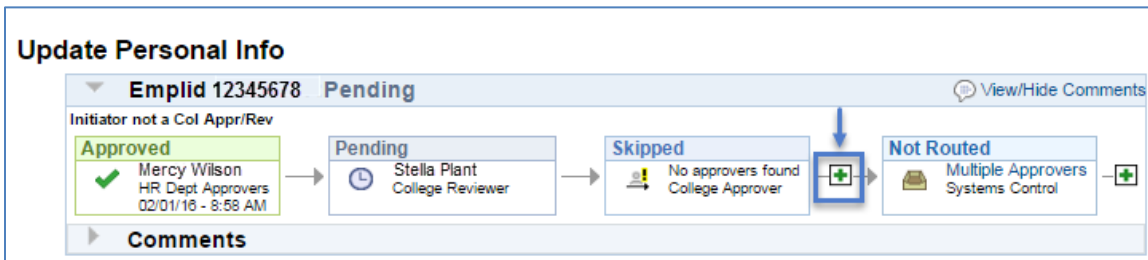 Update Personal Info
Emplid 12345678 Pending
View/Hide Comments
Initiator not a Col Appr/Rev
Approved
Mercy Wilson
HR Dept Approvers
02/01/16 - 8:58 AM
Pending
Stella Plant
College Reviewer
Skipped
No approvers found
College Approver
Not Routed
Multiple Approvers
Systems Control
Comments